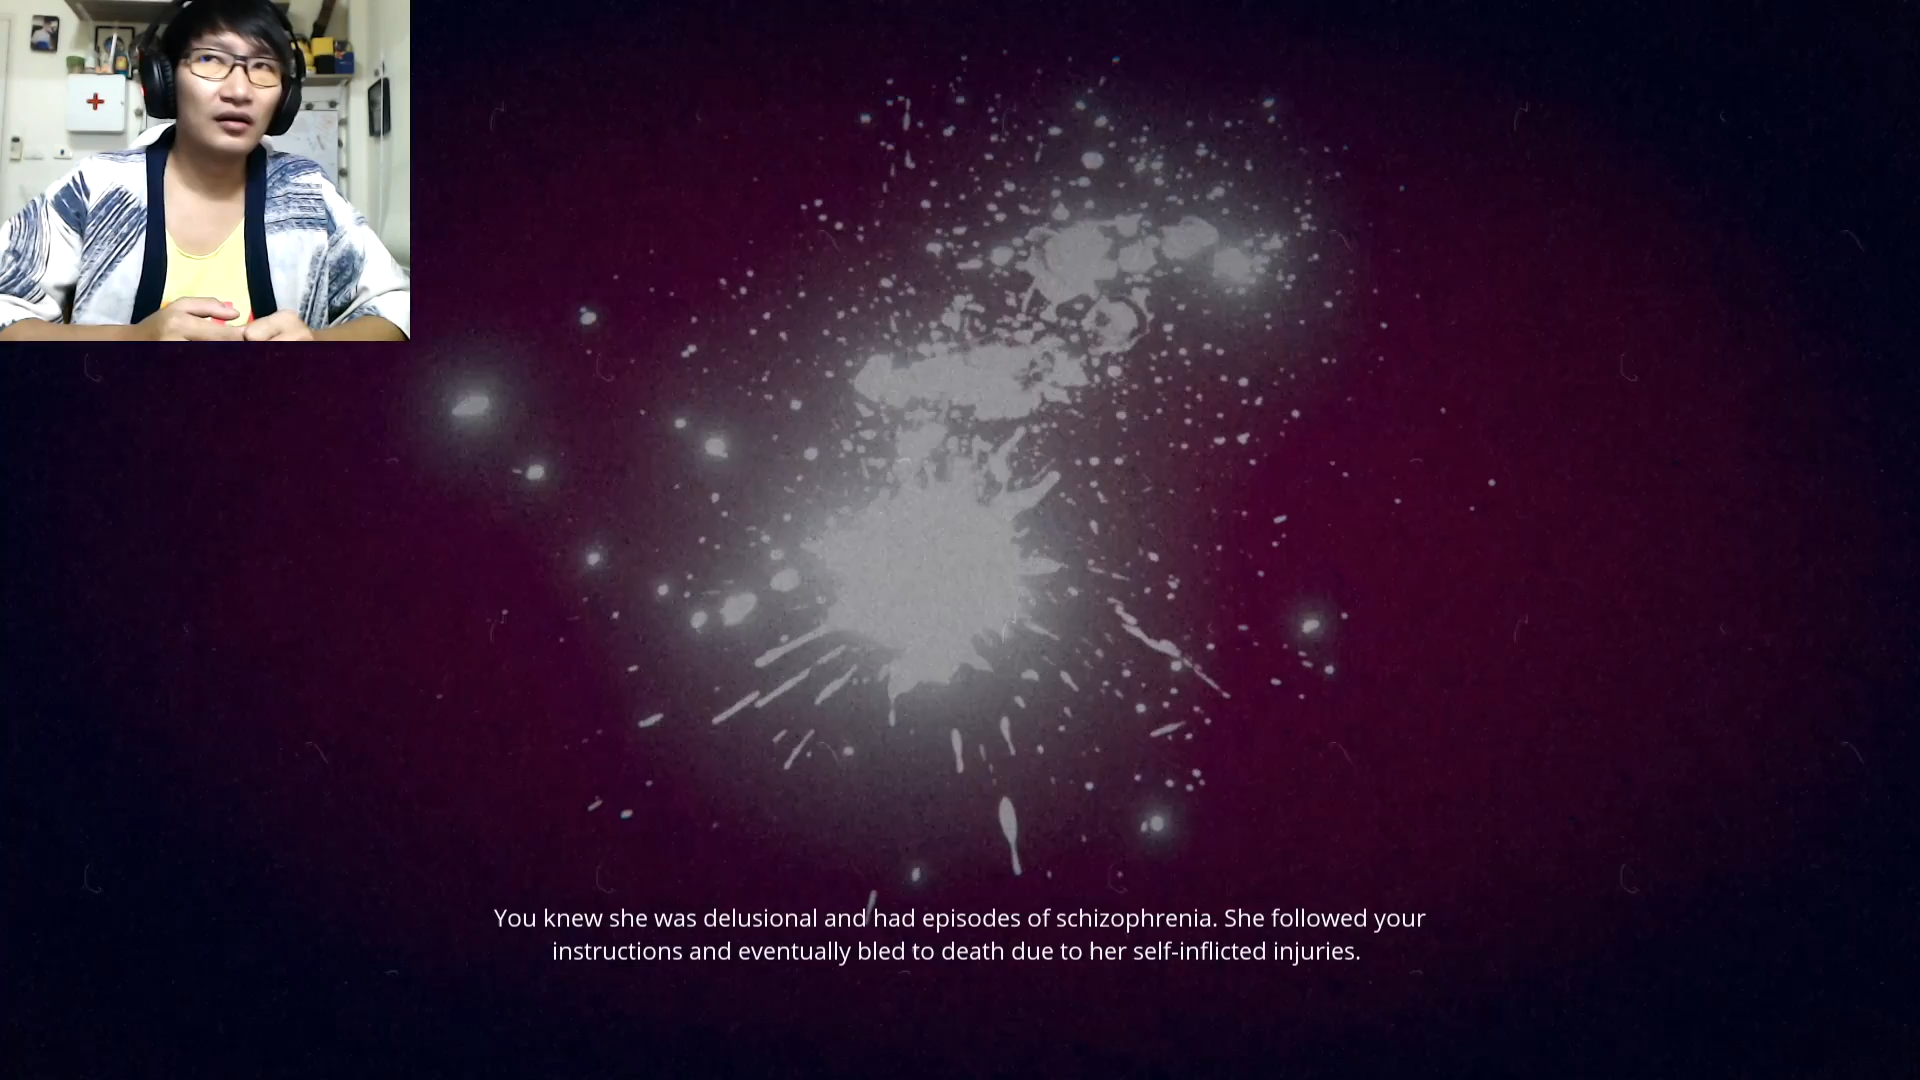 You knew she was delusional and had episodes of schizophrenia. She followed your
instructions and eventually bled to death due to her self-inflicted injuries.